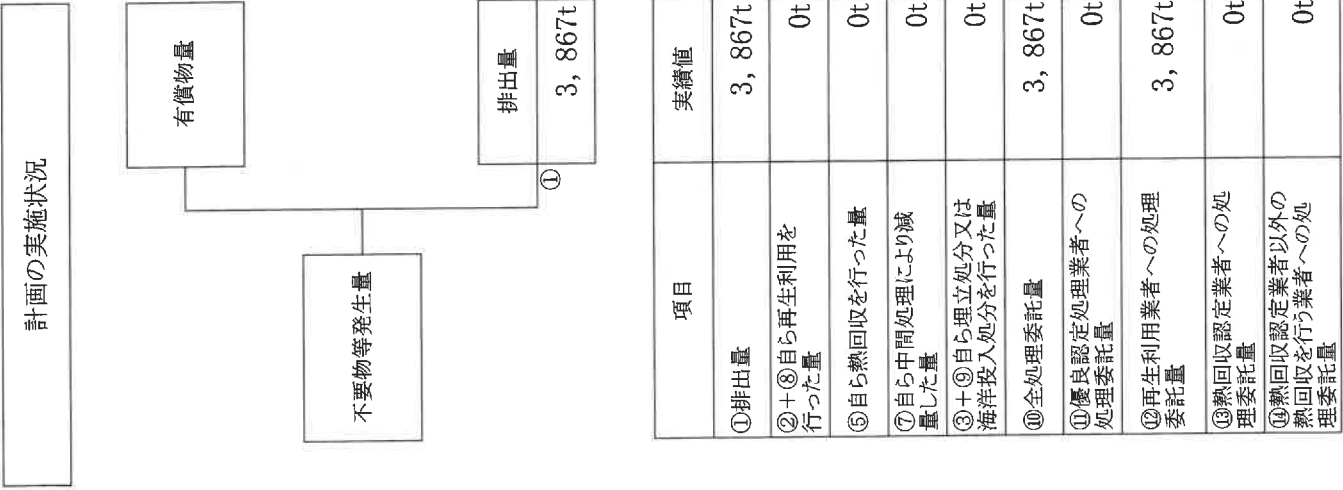 計画の実施状況
有償物量
不要物等発生量
排出量
①
3,867t
項目
実績値
①排出量
3,867t
②+⑧自ら再生利用を
行った量
0t
⑤自ら熱回収を行った量
0t
⑦自ら中間処理により減
量した量
0t
③+⑨自ら埋立処分又は
海洋投入処分を行った量
0t
⑩全処理委託量
3,867t
⑪優良認定処理業者への
処理委託量
0t
⑫再生利用業者への処理
委託量
3,867t
⑬熱回収認定業者への処
理委託量
0t
⑭熱回収認定業者以外の
熱回収を行う業者への処
理委託量
0t